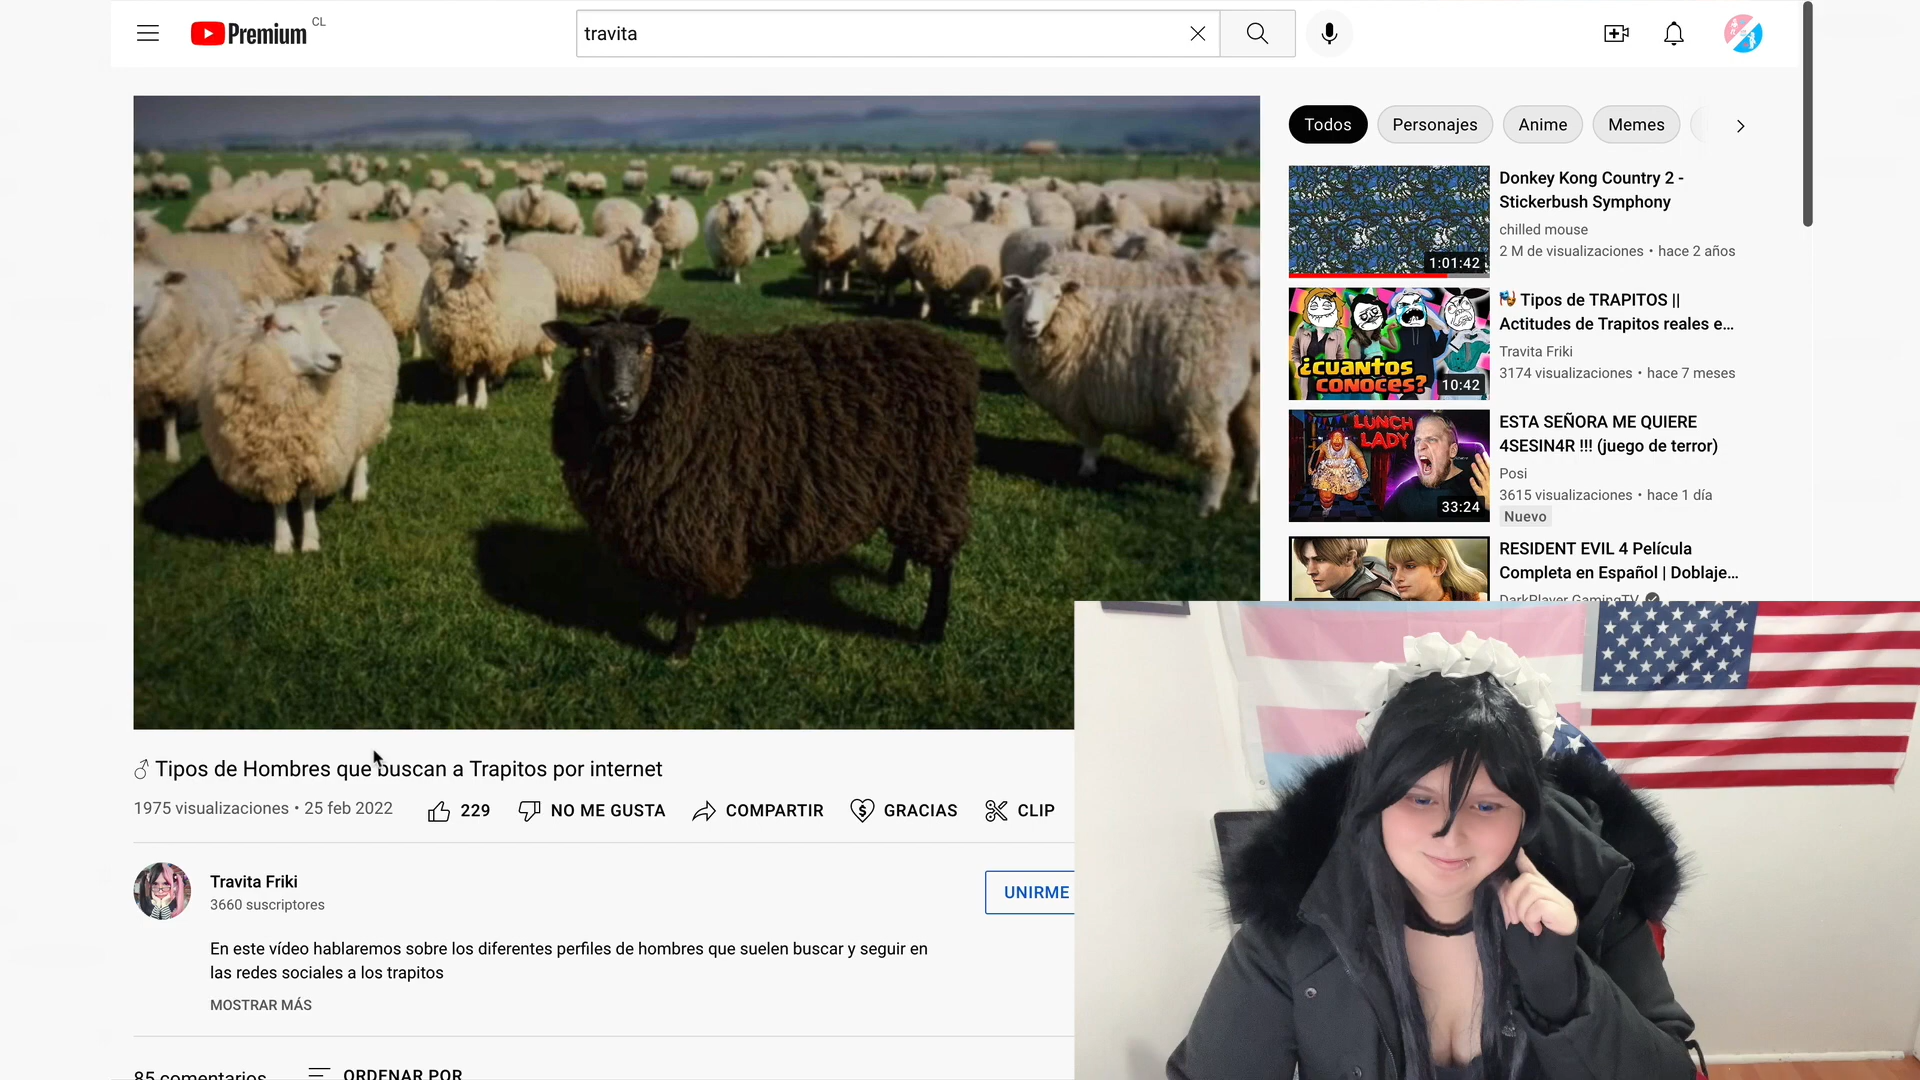 Premium CL
travita
Todos
Personajes
Anime
Memes
Donkey Kong Country 2 -
Stickerbush Symphony
chilled mouse
2 M de visualizaciones • hace 2 años
1:01:42
Tipos de TRAPITOS ||
Actitudes de Trapitos reales e...
Travita Friki
3174 visualizaciones • hace 7 meses
¿CUANTOS
CONOCES?
10:42
ESTA SEÑORA ME QUIERE
4SESIN4R !!! (juego de terror)
Posi
3615 visualizaciones • hace 1 día
Nuevo
LUNCH
LADY
33:24
RESIDENT EVIL 4 Película
Completa en Español | Doblaje...
DarkPlayer GamingTV
♂ Tipos de Hombres que buscan a Trapitos por internet
1975 visualizaciones • 25 feb 2022
229
NO ME GUSTA
COMPARTIR
GRACIAS
CLIP
Travita Friki
3660 suscriptores
UNIRME
En este vídeo hablaremos sobre los diferentes perfiles de hombres que suelen buscar y seguir en
las redes sociales a los trapitos
MOSTRAR MÁS
85 comentarios
ORDENAR POR